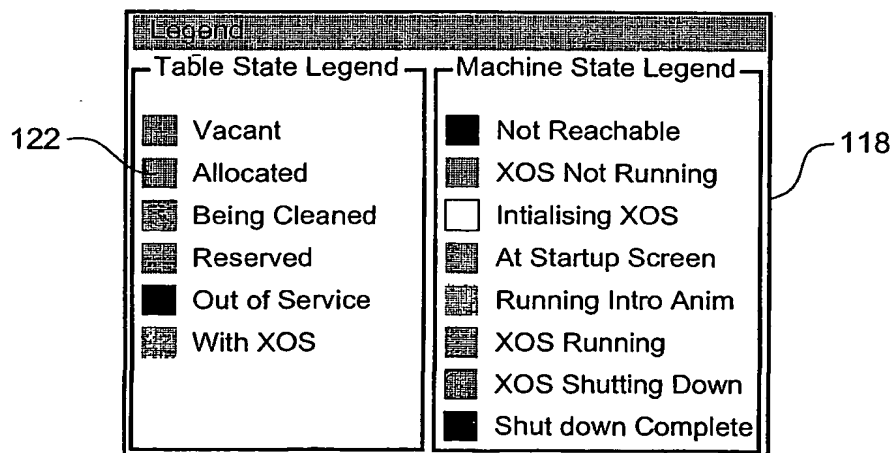 Legend
Table State Legend
Vacant
122
Allocated
Being Cleaned
Reserved
Out of Service
With XOS
Machine State Legend
Not Reachable
118
XOS Not Running
Intialising XOS
At Startup Screen
Running Intro Anim
XOS Running
XOS Shutting Down
Shut down Complete